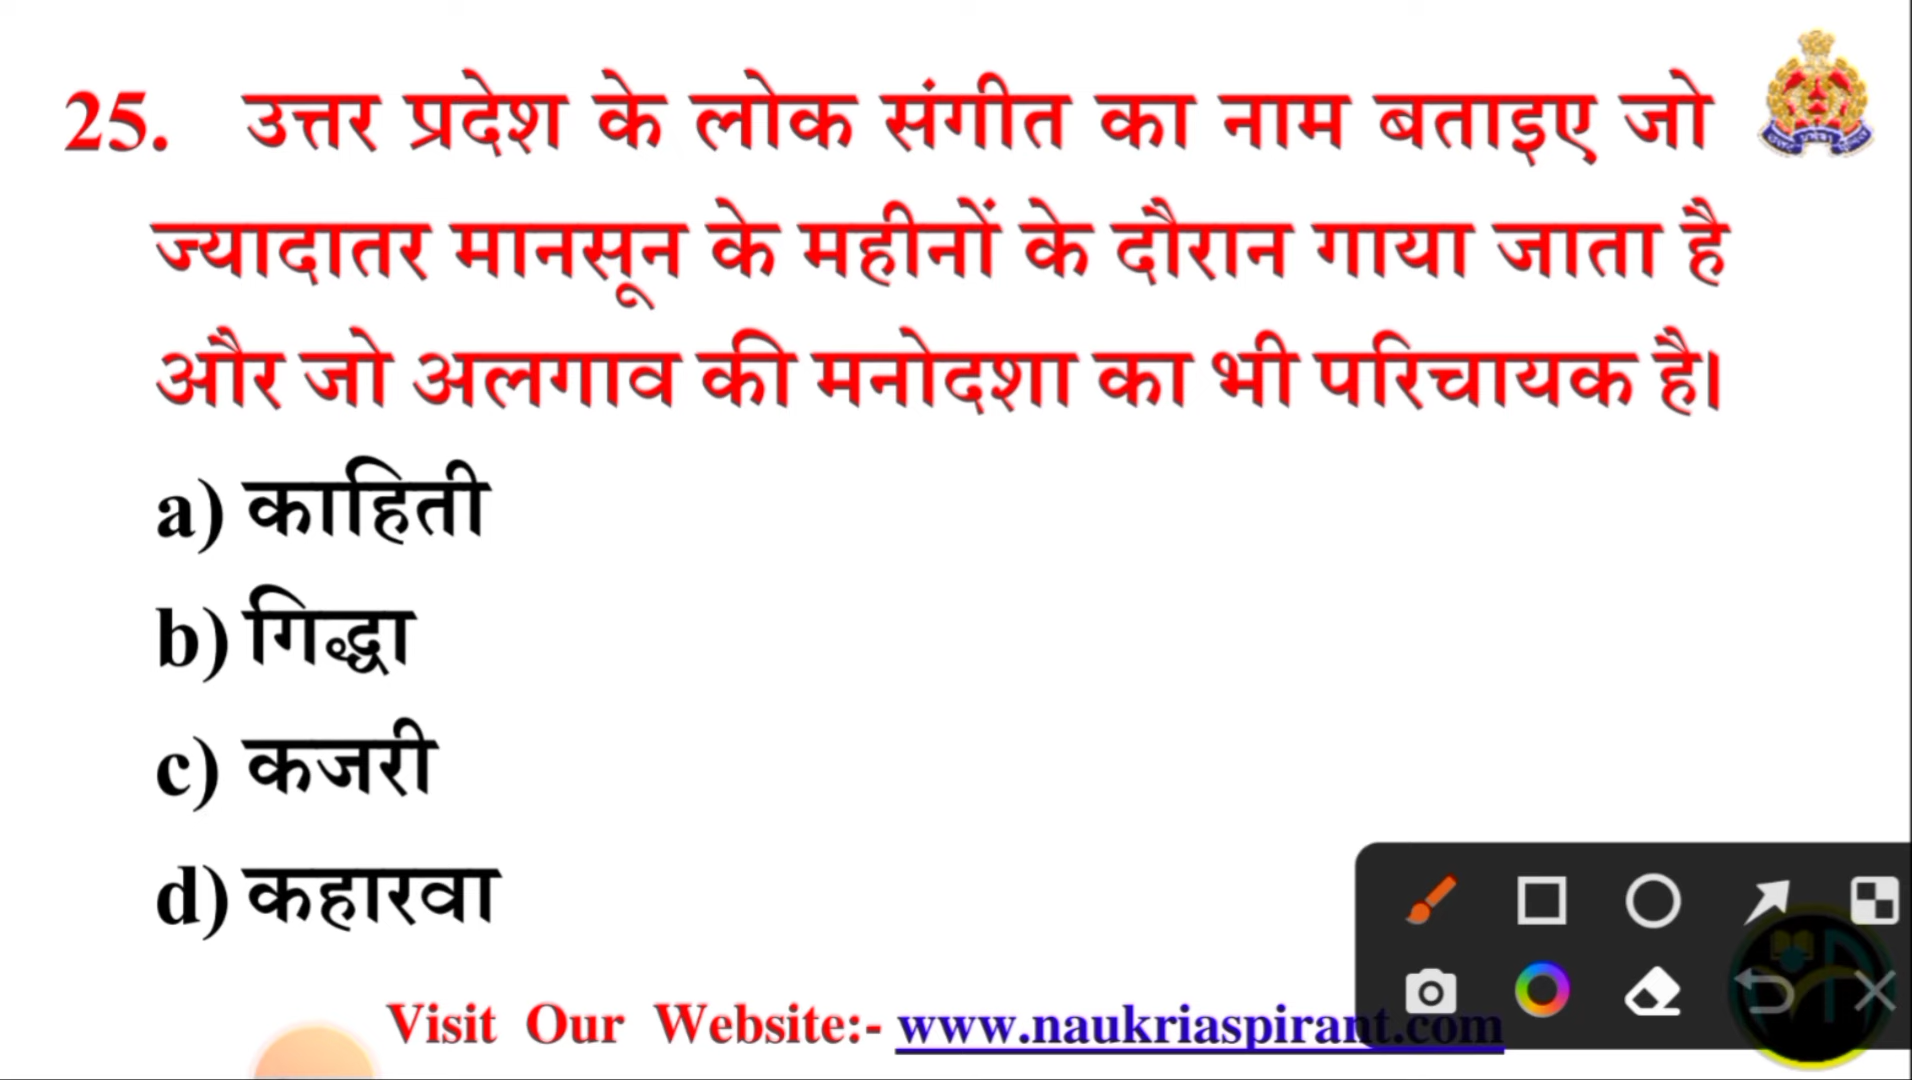 25. उत्तर प्रदेश के लोक संगीत का नाम बताइए जो
ज्यादातर मानसून के महीनों के दौरान गाया जाता है
और जो अलगाव की मनोदशा का भी परिचायक है।
a) काहिती
b) गिद्धा
c) कजरी
d) कहारवा
Visit Our Website:- www.naukriaspirant.com